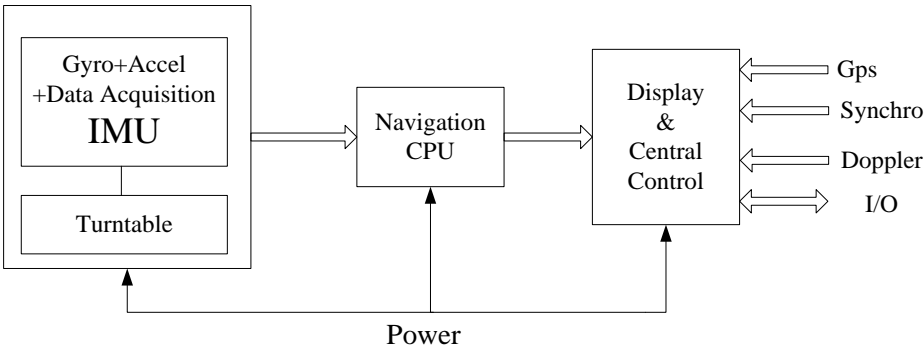 Gyro+Accel
+Data Acquisition
IMU
Turntable
Navigation
CPU
Display
&
Central
Control
Gps
Synchro
Doppler
I/O
Power